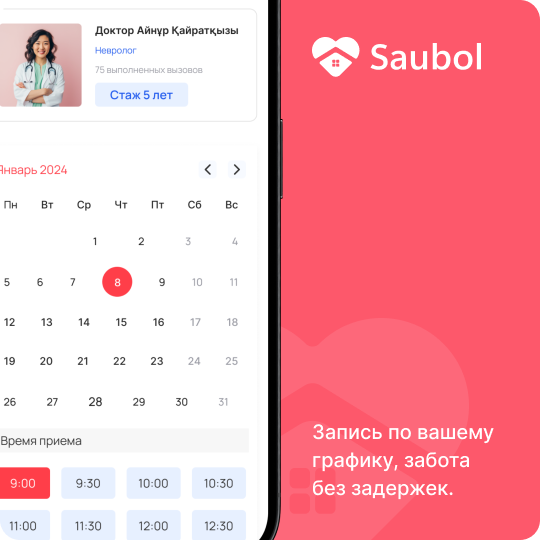 Доктор Айнұр Қайратқызы
Невролог
75 выполненных вызовов
Стаж 5 лет
Saubol
Январь 2024
Пн Вт Ср Чт Пт Сб Вс
1 2 3 4
5 6 7 8 9 10 11
12 13 14 15 16 17 18
19 20 21 22 23 24 25
26 27 28 29 30 31
Время приема
9:00 9:30 10:00 10:30
11:00 11:30 12:00 12:30
Запись по вашему
графику, забота
без задержек.